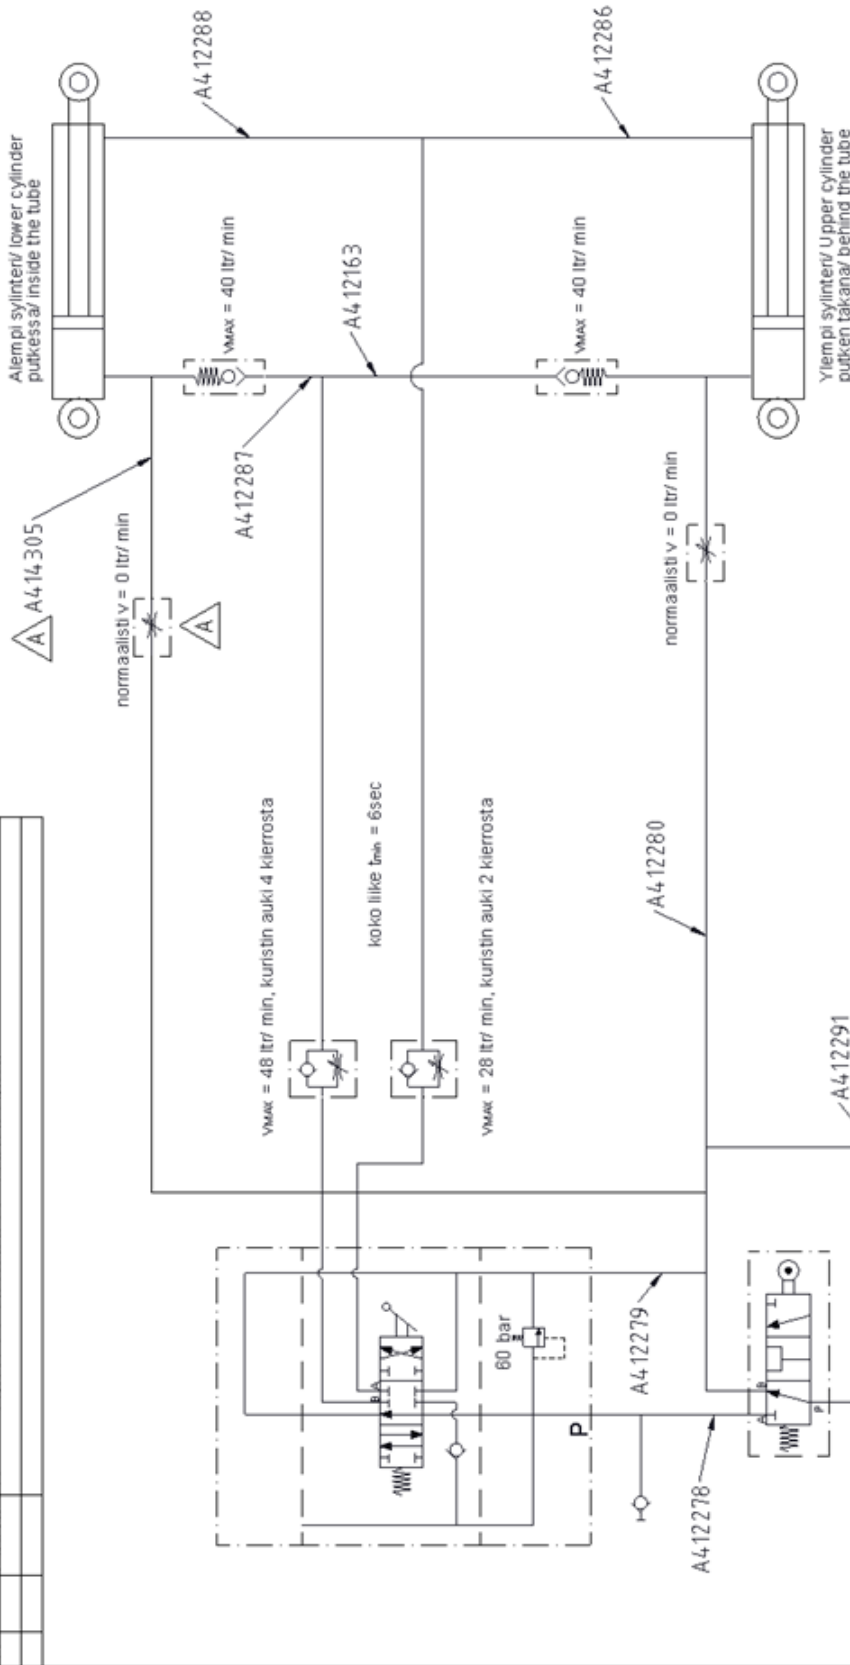 Alempi sylinteri/ lower cylinder
putkessa/ inside the tube
A412288
A412286
VMAX = 40 ltr/ min
A412163
VMAX = 40 ltr/ min
Ylempi sylinteri/ Upper cylinder
putken takana/ behind the tube
A412287
A A414305
normaalisti v = 0 ltr/ min
A
normaalisti v = 0 ltr/ min
VMAX = 48 ltr/ min, kuristin auki 4 kierrosta
koko liike tmin = 6sec
VMAX = 28 ltr/ min, kuristin auki 2 kierrosta
A412280
A412291
B A
60 bar
P
A412279
A412278
A B
P